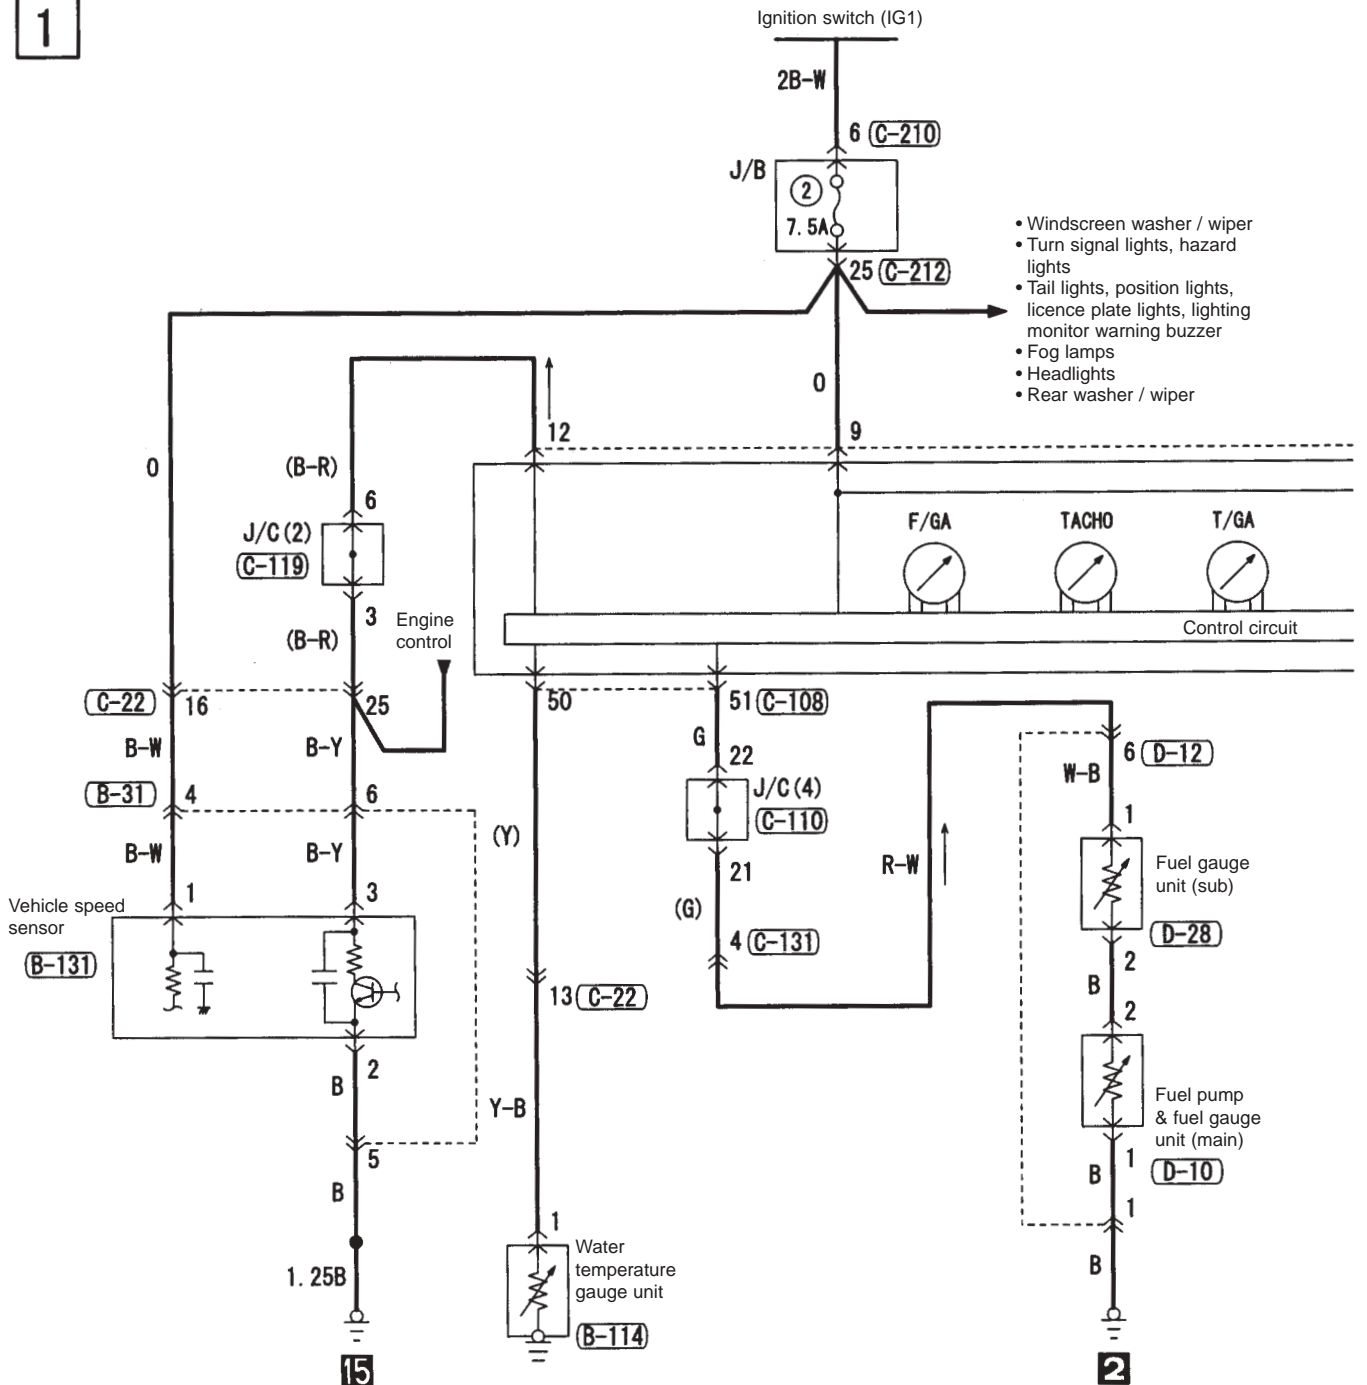 1
Ignition switch (IG1)
2B-W
6 C-210
J/B
2
7.5A
25 C-212
• Windscreen washer / wiper
• Turn signal lights, hazard
lights
• Tail lights, position lights,
licence plate lights, lighting
monitor warning buzzer
• Fog lamps
• Headlights
• Rear washer / wiper
O
12
9
O
(B-R)
6
J/C(2)
C-119
F/GA
TACHO
T/GA
3
Engine
control
(B-R)
Control circuit
C-22
16
25
50
51 C-108
B-W
B-Y
G
22
6 D-12
W-B
B-31
4
6
J/C(4)
C-110
1
(Y)
B-W
B-Y
21
R-W
Fuel gauge
unit (sub)
1
3
Vehicle speed
sensor
(G)
4 C-131
D-28
B-131
2
B
13 C-22
2
2
B
Y-B
Fuel pump
& fuel gauge
unit (main)
5
1
D-10
B
B
1
1
Water
temperature
gauge unit
1.25B
B
B-114
15
2